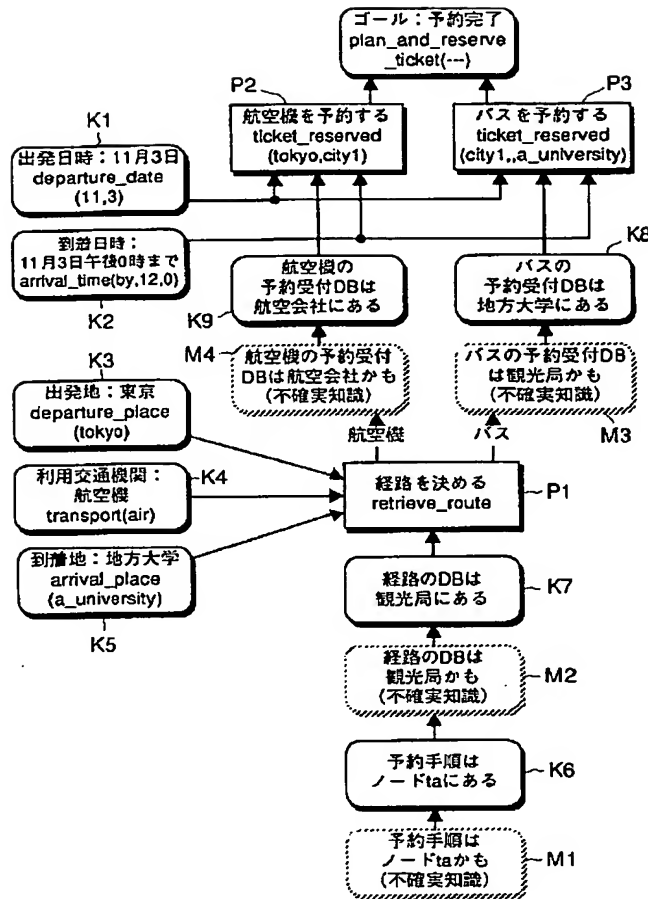 ゴール：予約完了
plan_and_reserve
_ticket(---)
P2
P3
航空機を予約する
ticket_reserved
(tokyo,city1)
バスを予約する
ticket_reserved
(city1,,a_university)
K1
出発日時：11月3日
departure_date
(11,3)
到着日時：
11月3日午後0時まで
arrival_time(by,12,0)
K2
航空機の
予約受付DBは
航空会社にある
K9
バスの
予約受付DBは
地方大学にある
K8
M4
航空機の予約受付
DBは航空会社かも
(不確実知識)
バスの予約受付DB
は観光局かも
(不確実知識)
M3
K3
出発地：東京
departure_place
(tokyo)
航空機
バス
利用交通機関：
航空機
transport(air)
K4
経路を決める
retrieve_route
P1
到着地：地方大学
arrival_place
(a_university)
K5
経路のDBは
観光局にある
K7
経路のDBは
観光局かも
(不確実知識)
M2
予約手順は
ノードtaにある
K6
予約手順は
ノードtaかも
(不確実知識)
M1